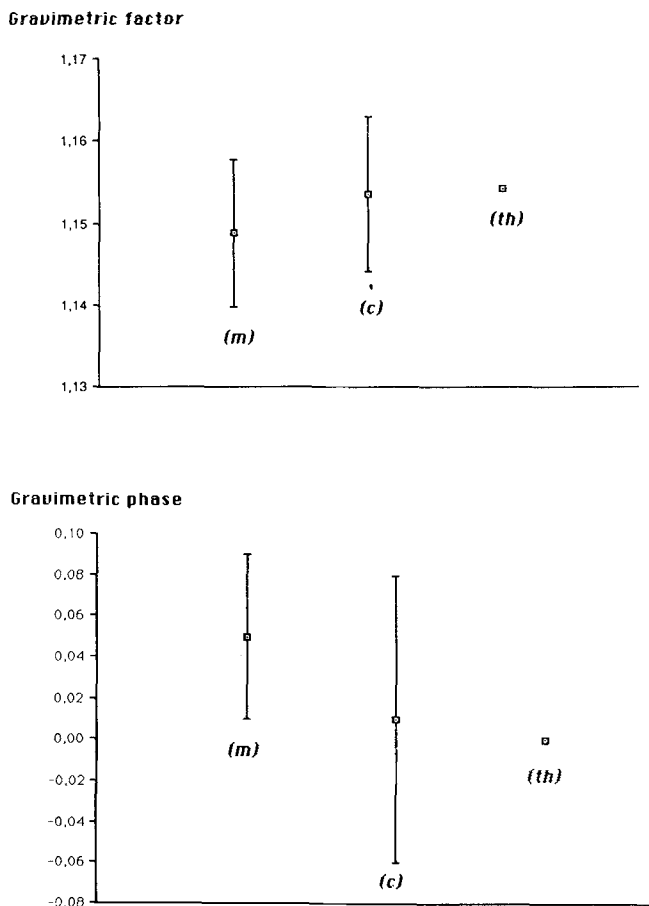 Gravimetric factor
1,17
1,16
1,15
1,14
1,13
(m)
(c)
(th)
Gravimetric phase
0,10
0,08
0,06
0,04
0,02
0,00
-0,02
-0,04
-0,06
-0,08
(m)
(c)
(th)